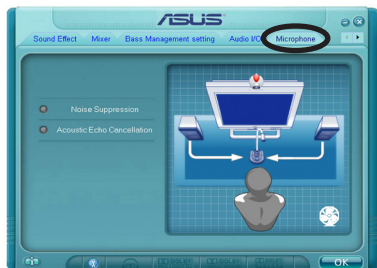 ASUS
Sound Effect Mixer Bass Management setting Audio I/O Microphone
Noise Suppression
Acoustic Echo Cancellation
OK